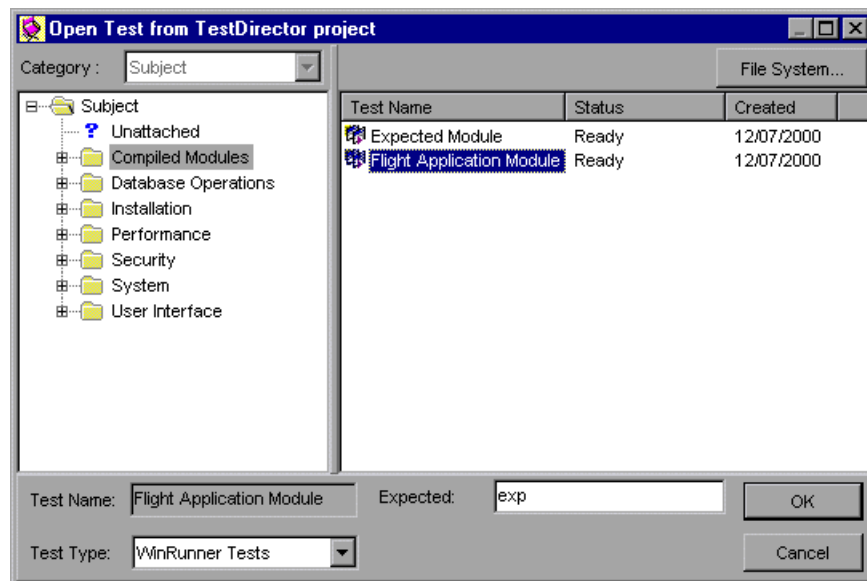 Open Test from TestDirector project
Category : Subject
File System...
Subject
Unattached
Compiled Modules
Database Operations
Installation
Performance
Security
System
User Interface
Test Name Status Created
Expected Module Ready 12/07/2000
Flight Application Module Ready 12/07/2000
Test Name: Flight Application Module Expected: exp OK
Test Type: WinRunner Tests Cancel